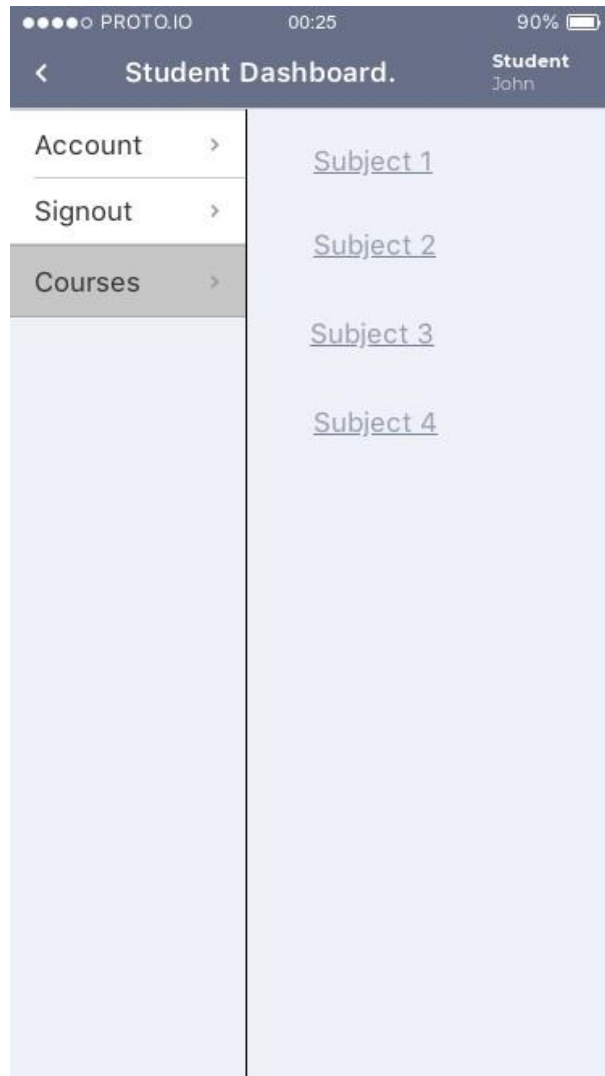 PROTO.IO 00:25 90%
Student Dashboard.
Student
John
Account
Signout
Courses
Subject 1
Subject 2
Subject 3
Subject 4